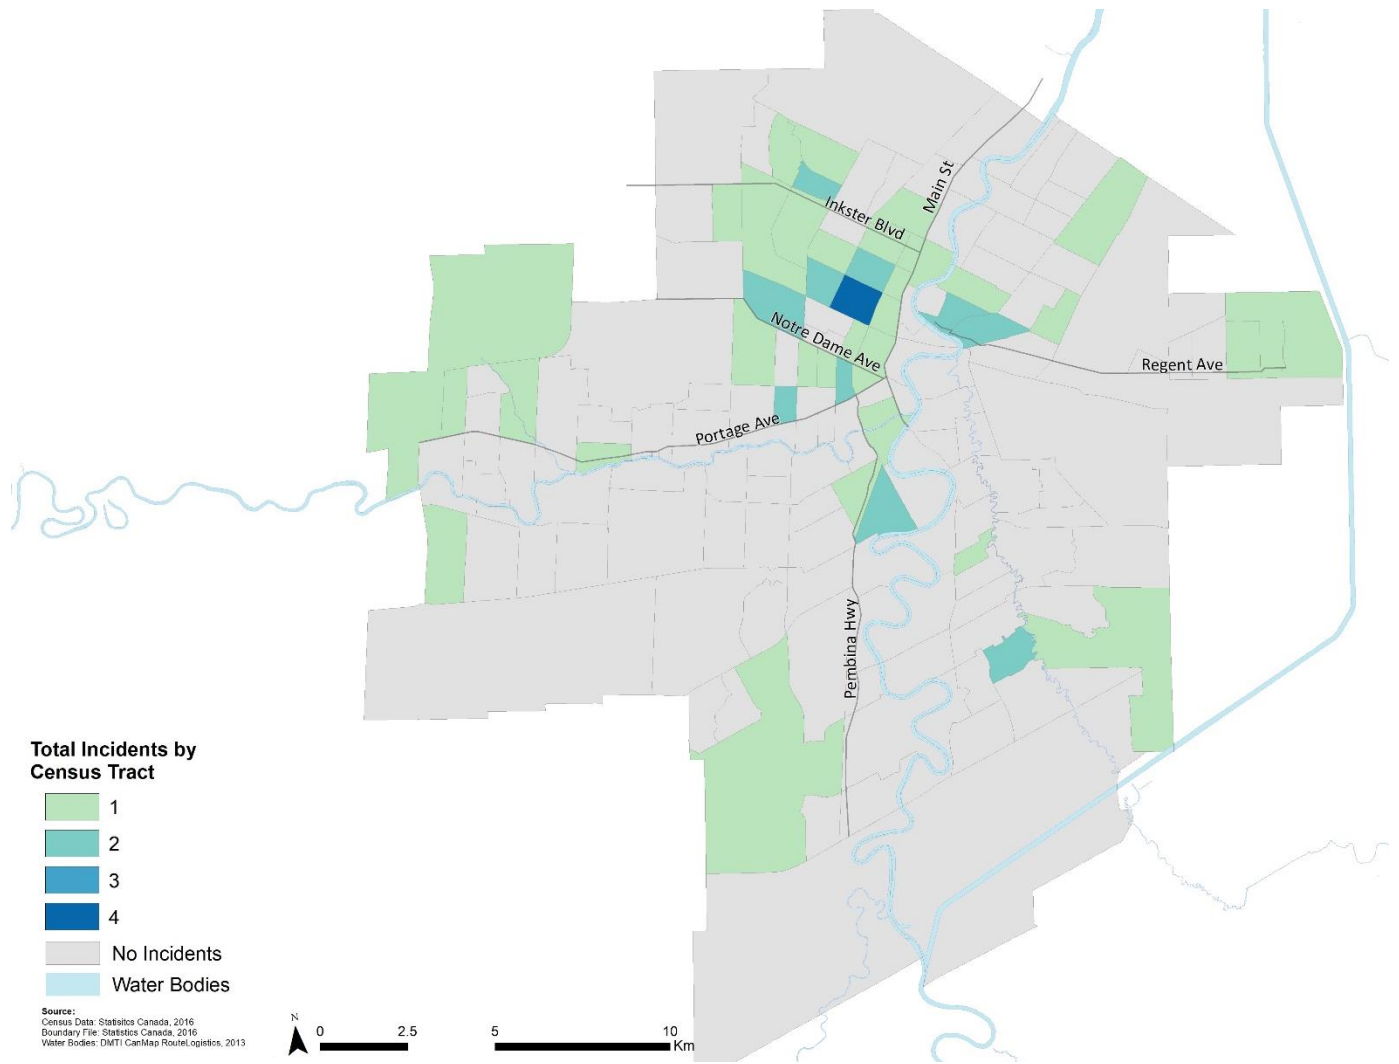 Main St
Inkster Blvd
Notre Dame Ave
Regent Ave
Portage Ave
Pembina Hwy
Total Incidents by
Census Tract
1
2
3
4
No Incidents
Water Bodies
Source:
Census Data: Statisitcs Canada, 2016
Boundary File: Statistics Canada, 2016
Water Bodies: DMTI CanMap RouteLogistics, 2013
N
0 2.5 5 10
Km